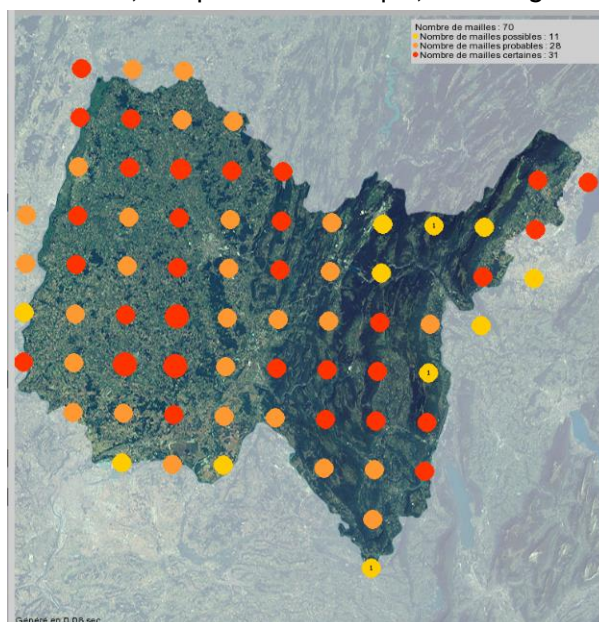 Nombre de mailles : 70
Nombre de mailles possibles : 11
Nombre de mailles probables : 28
Nombre de mailles certaines : 31
1
1
1
Généré en 0.08 sec